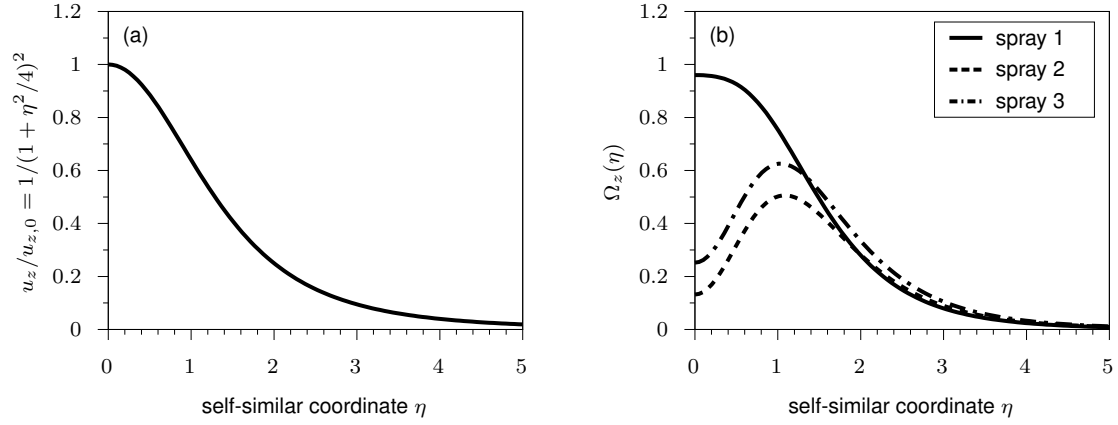 1.2
1
0.8
0.6
0.4
0.2
0
(a)
u_z/u_{z,0} = 1/(1 + η²/4)²
0 1 2 3 4 5
self-similar coordinate η
1.2
1
0.8
0.6
0.4
0.2
0
(b)
spray 1
spray 2
spray 3
Ω_z(η)
0 1 2 3 4 5
self-similar coordinate η